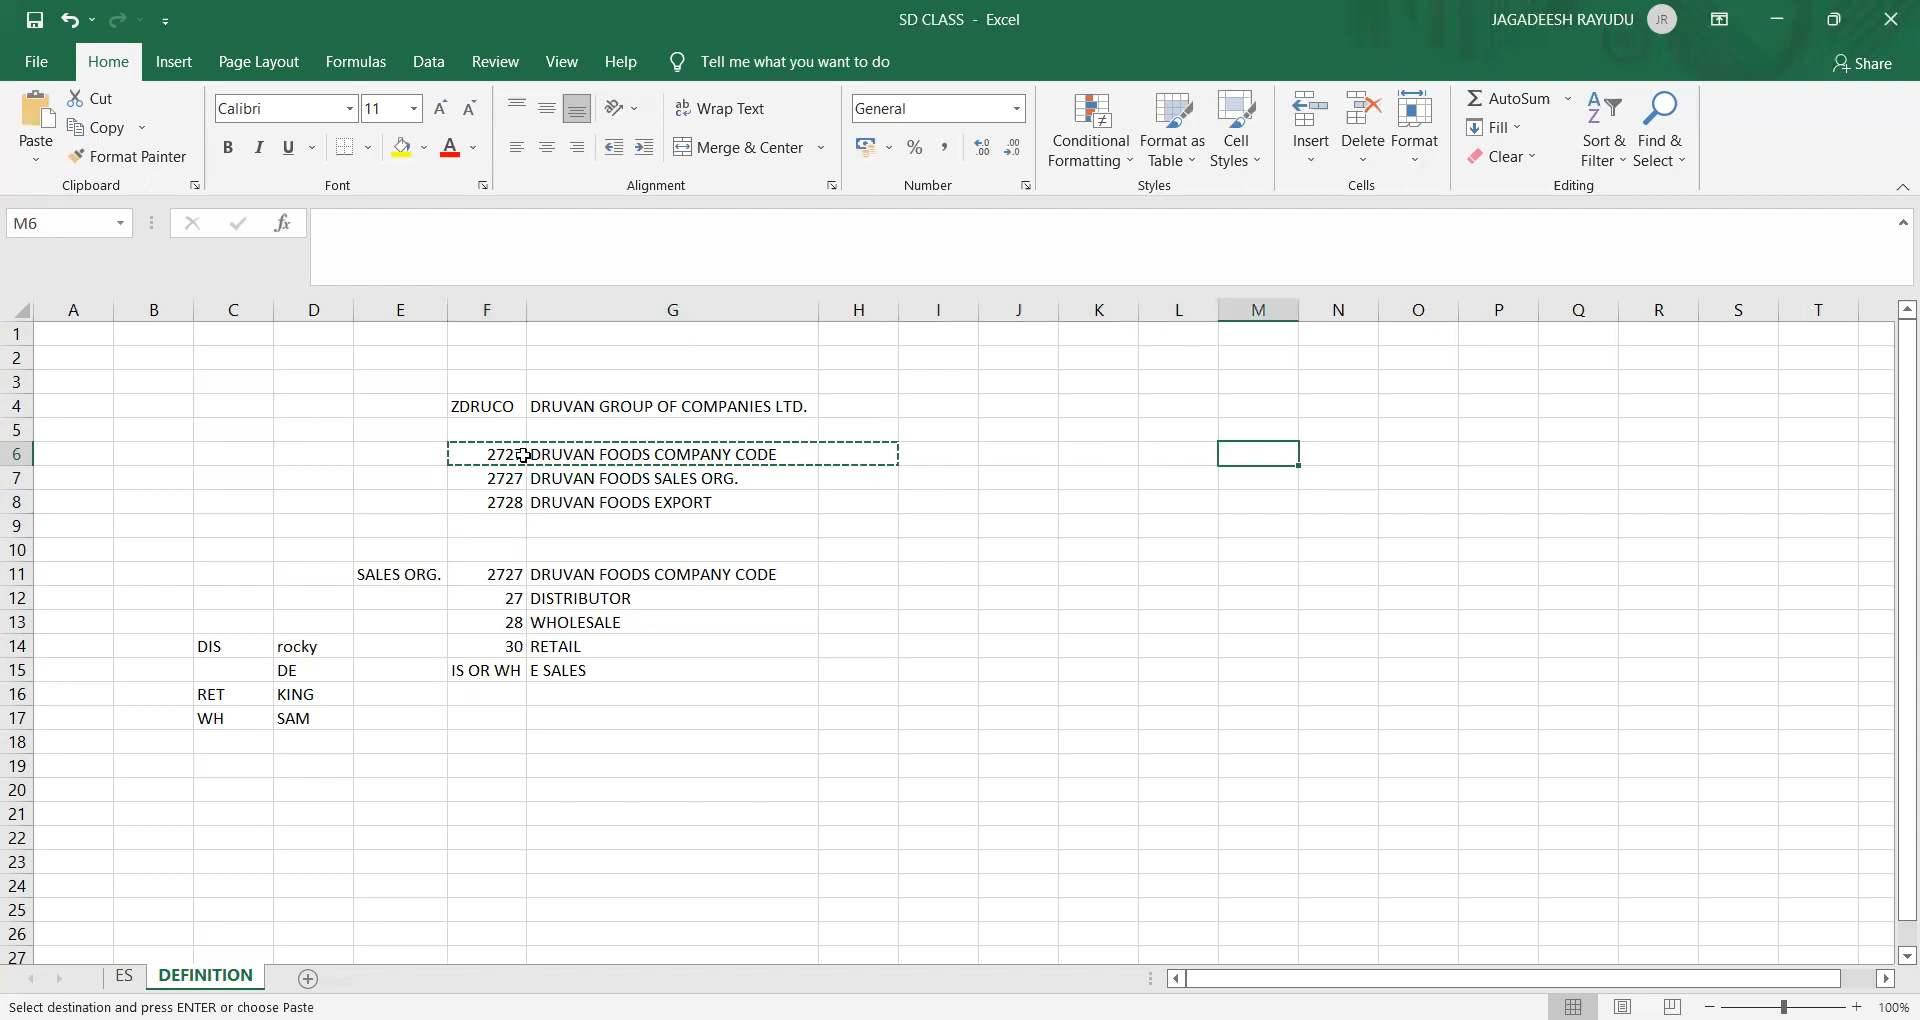 SD CLASS - Excel
JAGADEESH RAYUDU JR
File Home Insert Page Layout Formulas Data Review View Help Tell me what you want to do Share
Paste Cut Copy Format Painter Clipboard
Calibri 11 A A B I U A Font
ab Wrap Text Merge & Center Alignment
General % , .00 .00 Number
Conditional Formatting Format as Table Cell Styles Styles
Insert Delete Format Cells
AutoSum Fill Clear Sort & Filter Find & Select Editing
M6 fx
A B C D E F G H I J K L M N O P Q R S T
1
2
3
4 ZDRUCO DRUVAN GROUP OF COMPANIES LTD.
5
6 2727 DRUVAN FOODS COMPANY CODE
7 2727 DRUVAN FOODS SALES ORG.
8 2728 DRUVAN FOODS EXPORT
9
10
11 SALES ORG. 2727 DRUVAN FOODS COMPANY CODE
12 27 DISTRIBUTOR
13 28 WHOLESALE
14 DIS rocky 30 RETAIL
15 DE IS OR WH E SALES
16 RET KING
17 WH SAM
18
19
20
21
22
23
24
25
26
27
ES DEFINITION
Select destination and press ENTER or choose Paste 100%